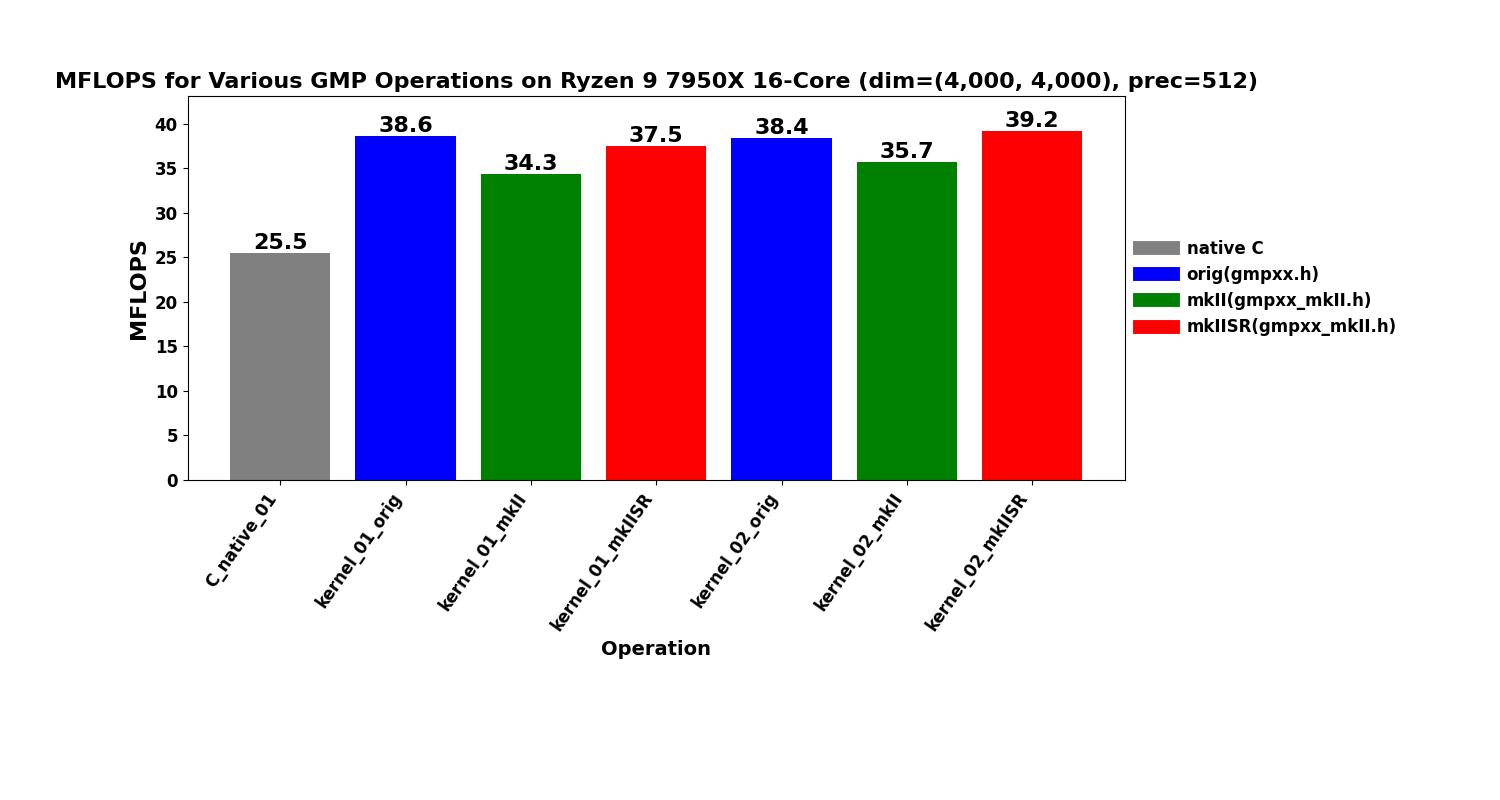 MFLOPS for Various GMP Operations on Ryzen 9 7950X 16-Core (dim=(4,000, 4,000), prec=512)
MFLOPS
40
35
30
25
20
15
10
5
0
25.5
38.6
34.3
37.5
38.4
35.7
39.2
C_native_01
kernel_01_orig
kernel_01_mkII
kernel_01_mkIISR
kernel_02_orig
kernel_02_mkII
kernel_02_mkIISR
Operation
native C
orig(gmpxx.h)
mkII(gmpxx_mkII.h)
mkIISR(gmpxx_mkII.h)